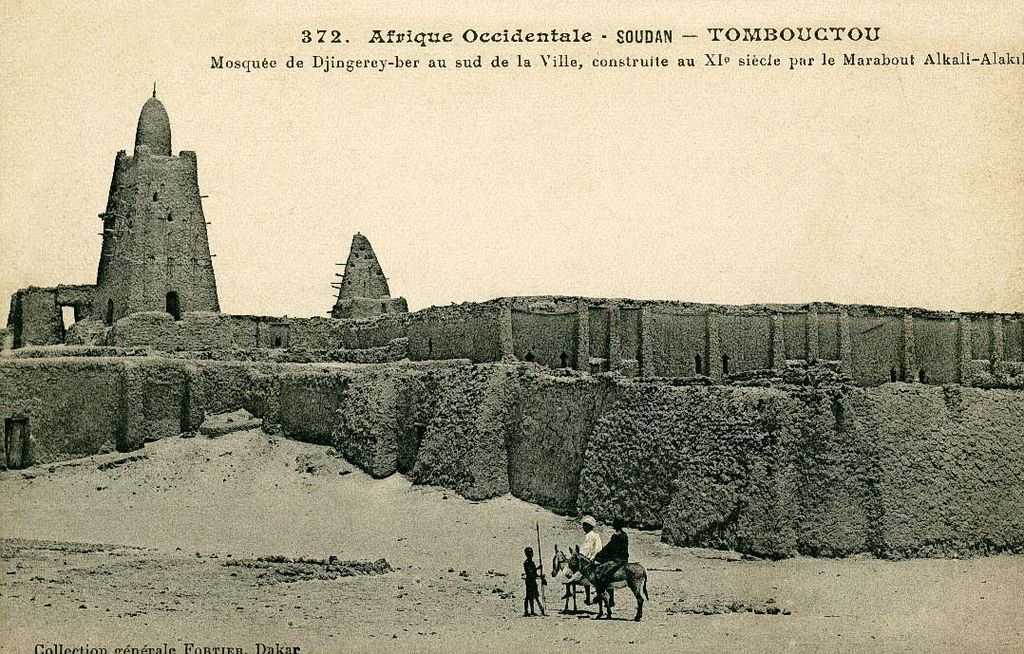 372. Afrique Occidentale - SOUDAN — TOMBOUCTOU
Mosquée de Djingerey-ber au sud de la Ville, construite au XIe siècle par le Marabout Alkali-Alakil
Collection générale FORTIER, Dakar